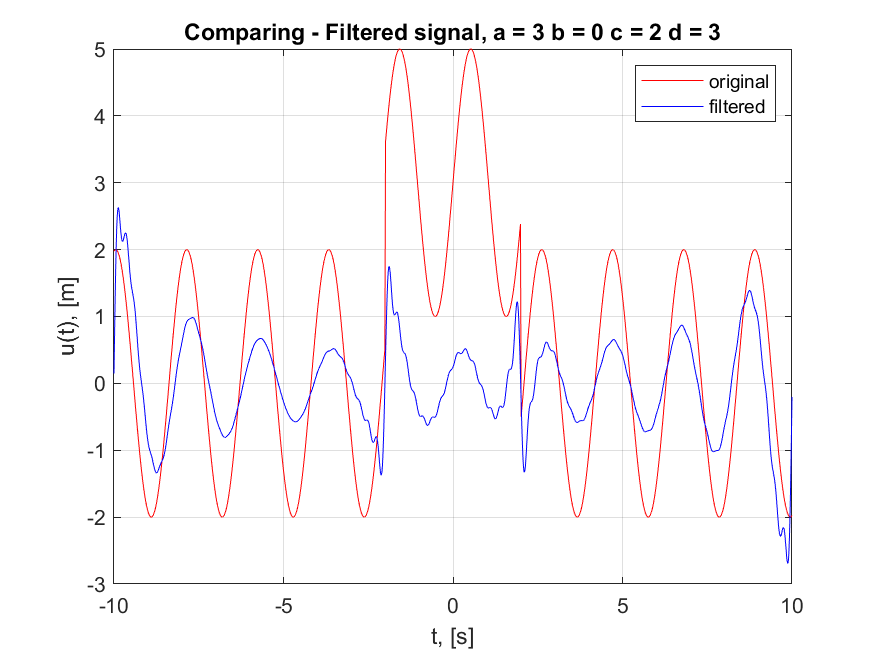 Comparing - Filtered signal, a = 3 b = 0 c = 2 d = 3
original
filtered
u(t), [m]
5
4
3
2
1
0
-1
-2
-3
-10
-5
0
5
10
t, [s]